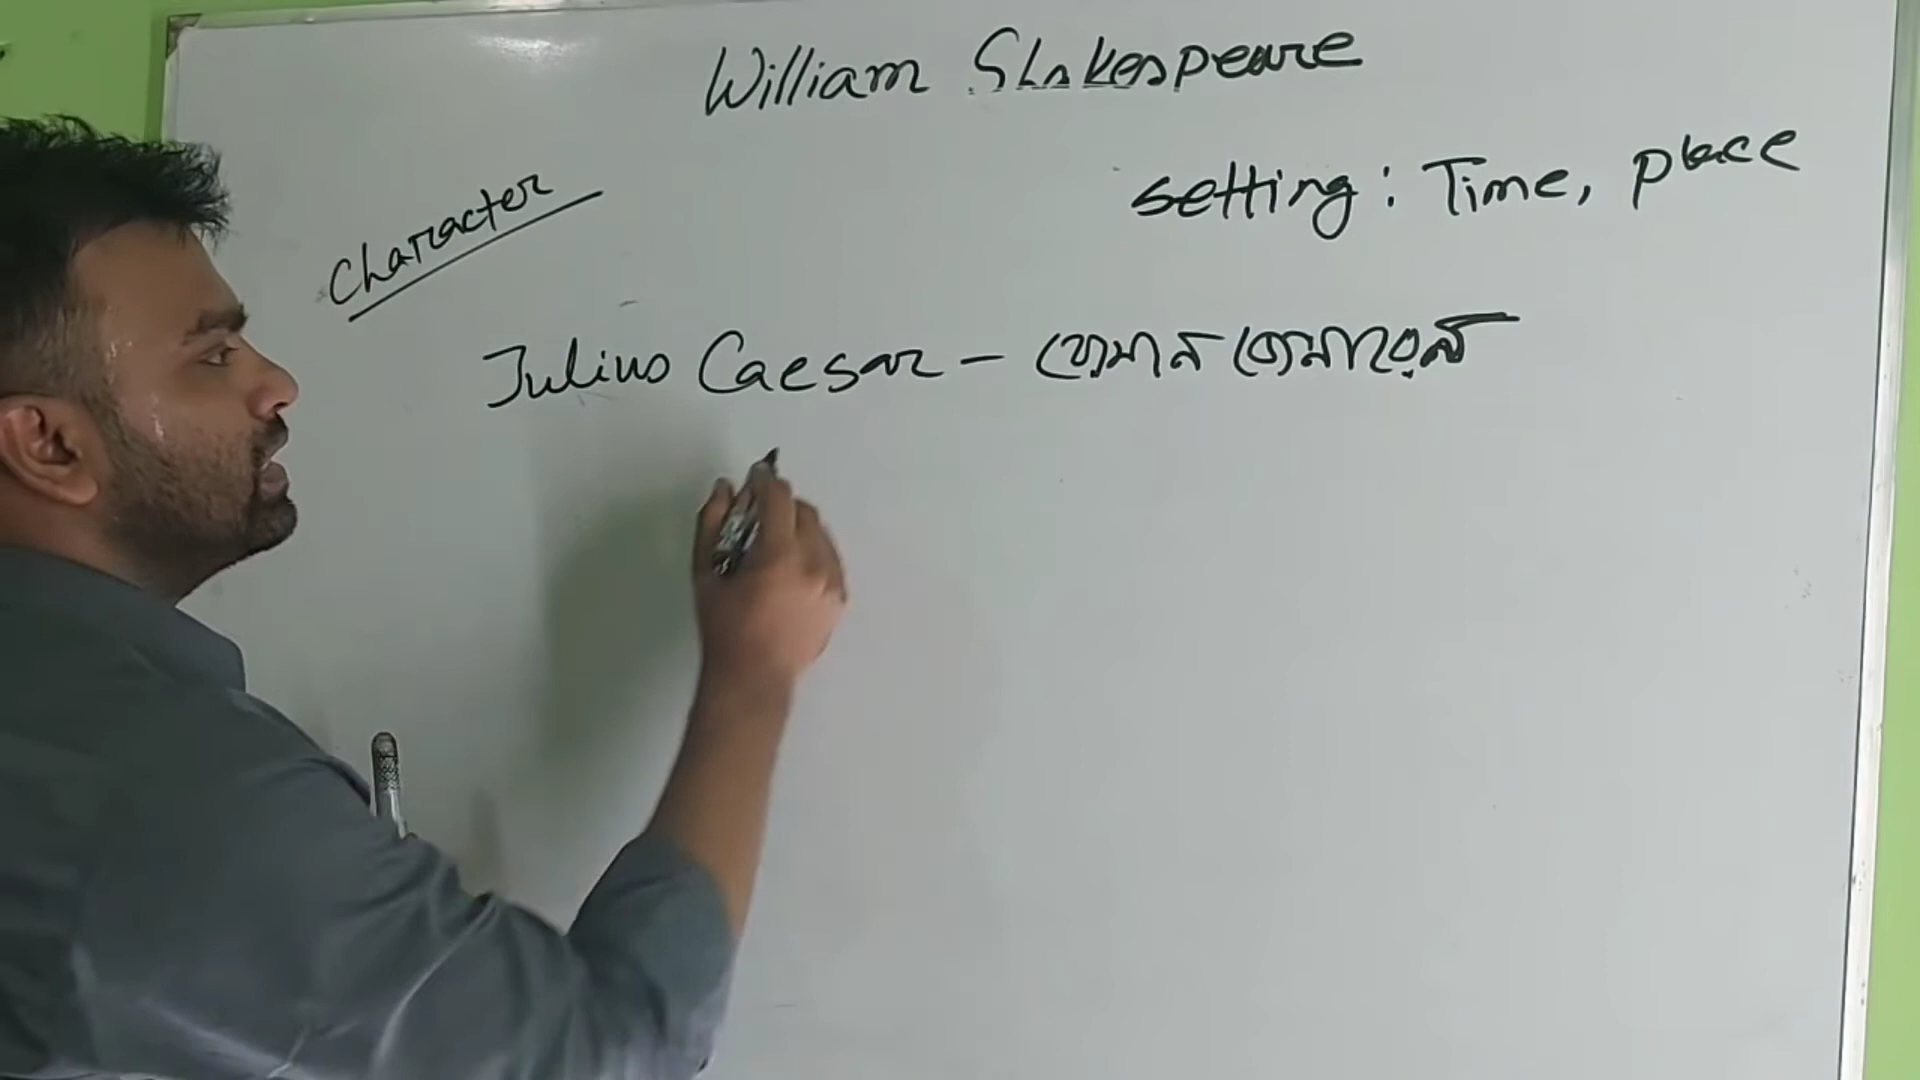 William Shakespeare
setting: Time, place
Character
Julius Caesar - রোমান জেনারেল